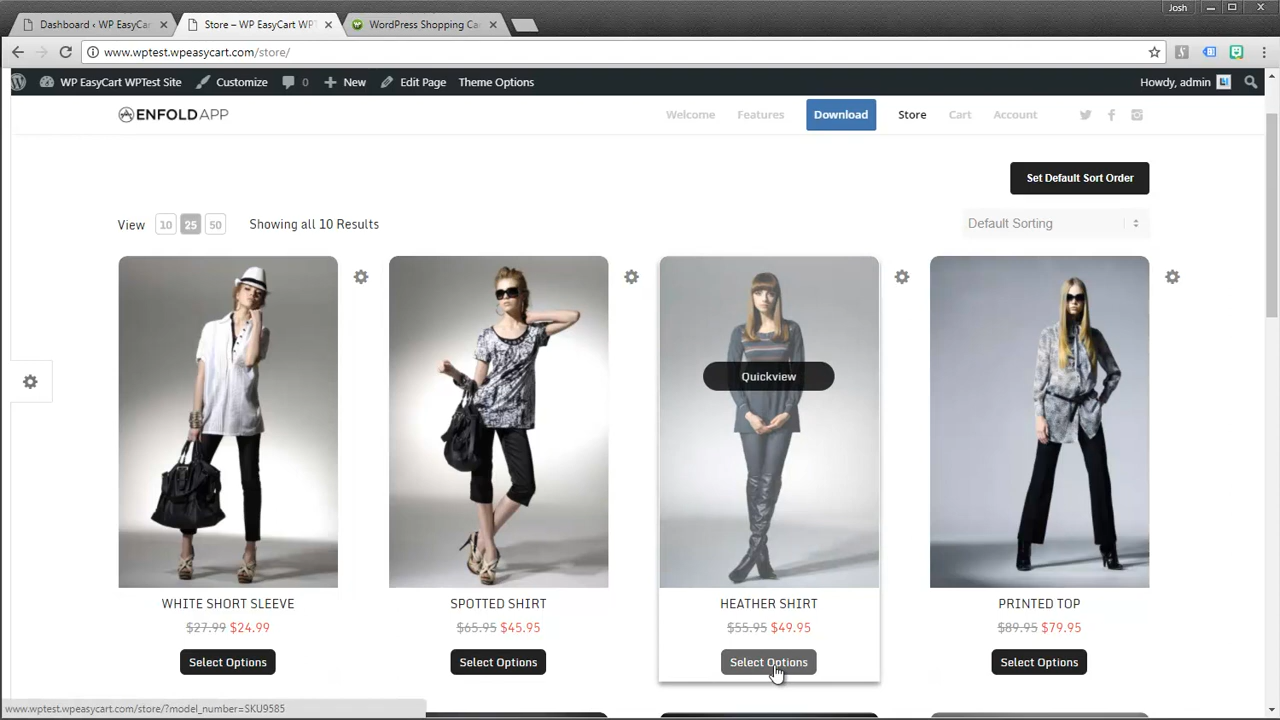 Josh
Dashboard ‹ WP EasyCar
Store – WP EasyCart WPT
WordPress Shopping Ca
www.wptest.wpeasycart.com/store/
WP EasyCart WPTest Site
Customize
0
New
Edit Page
Theme Options
Howdy, admin
ENFOLD APP
Welcome
Features
Download
Store
Cart
Account
Set Default Sort Order
View
10
25
50
Showing all 10 Results
Default Sorting
Quickview
WHITE SHORT SLEEVE
SPOTTED SHIRT
HEATHER SHIRT
PRINTED TOP
$27.99 $24.99
$65.95 $45.95
$55.95 $49.95
$89.95 $79.95
Select Options
Select Options
Select Options
Select Options
www.wptest.wpeasycart.com/store/?model_number=SKU9585